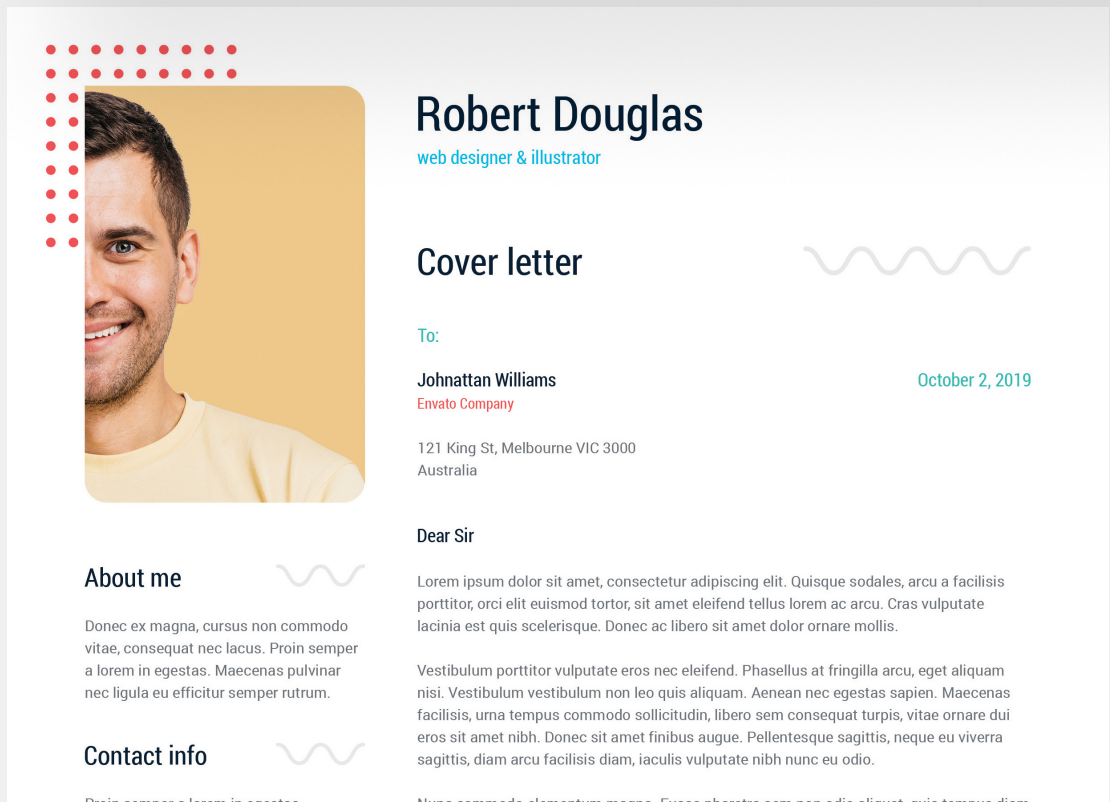 Robert Douglas
web designer & illustrator
Cover letter
To:
Johnattan Williams
October 2, 2019
Envato Company
121 King St, Melbourne VIC 3000
Australia
Dear Sir
Lorem ipsum dolor sit amet, consectetur adipiscing elit. Quisque sodales, arcu a facilisis
porttitor, orci elit euismod tortor, sit amet eleifend tellus lorem ac arcu. Cras vulputate
lacinia est quis scelerisque. Donec ac libero sit amet dolor ornare mollis.
Vestibulum porttitor vulputate eros nec eleifend. Phasellus at fringilla arcu, eget aliquam
nisi. Vestibulum vestibulum non leo quis aliquam. Aenean nec egestas sapien. Maecenas
facilisis, urna tempus commodo sollicitudin, libero sem consequat turpis, vitae ornare dui
eros sit amet nibh. Donec sit amet finibus augue. Pellentesque sagittis, neque eu viverra
sagittis, diam arcu facilisis diam, iaculis vulputate nibh nunc eu odio.
About me
Donec ex magna, cursus non commodo
vitae, consequat nec lacus. Proin semper
a lorem in egestas. Maecenas pulvinar
nec ligula eu efficitur semper rutrum.
Contact info